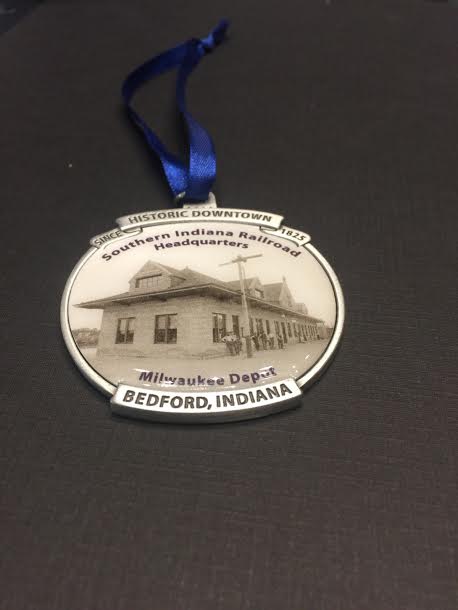 HISTORIC DOWNTOWN
SINCE 1825
Southern Indiana Railroad
Headquarters
Milwaukee Depot
BEDFORD, INDIANA